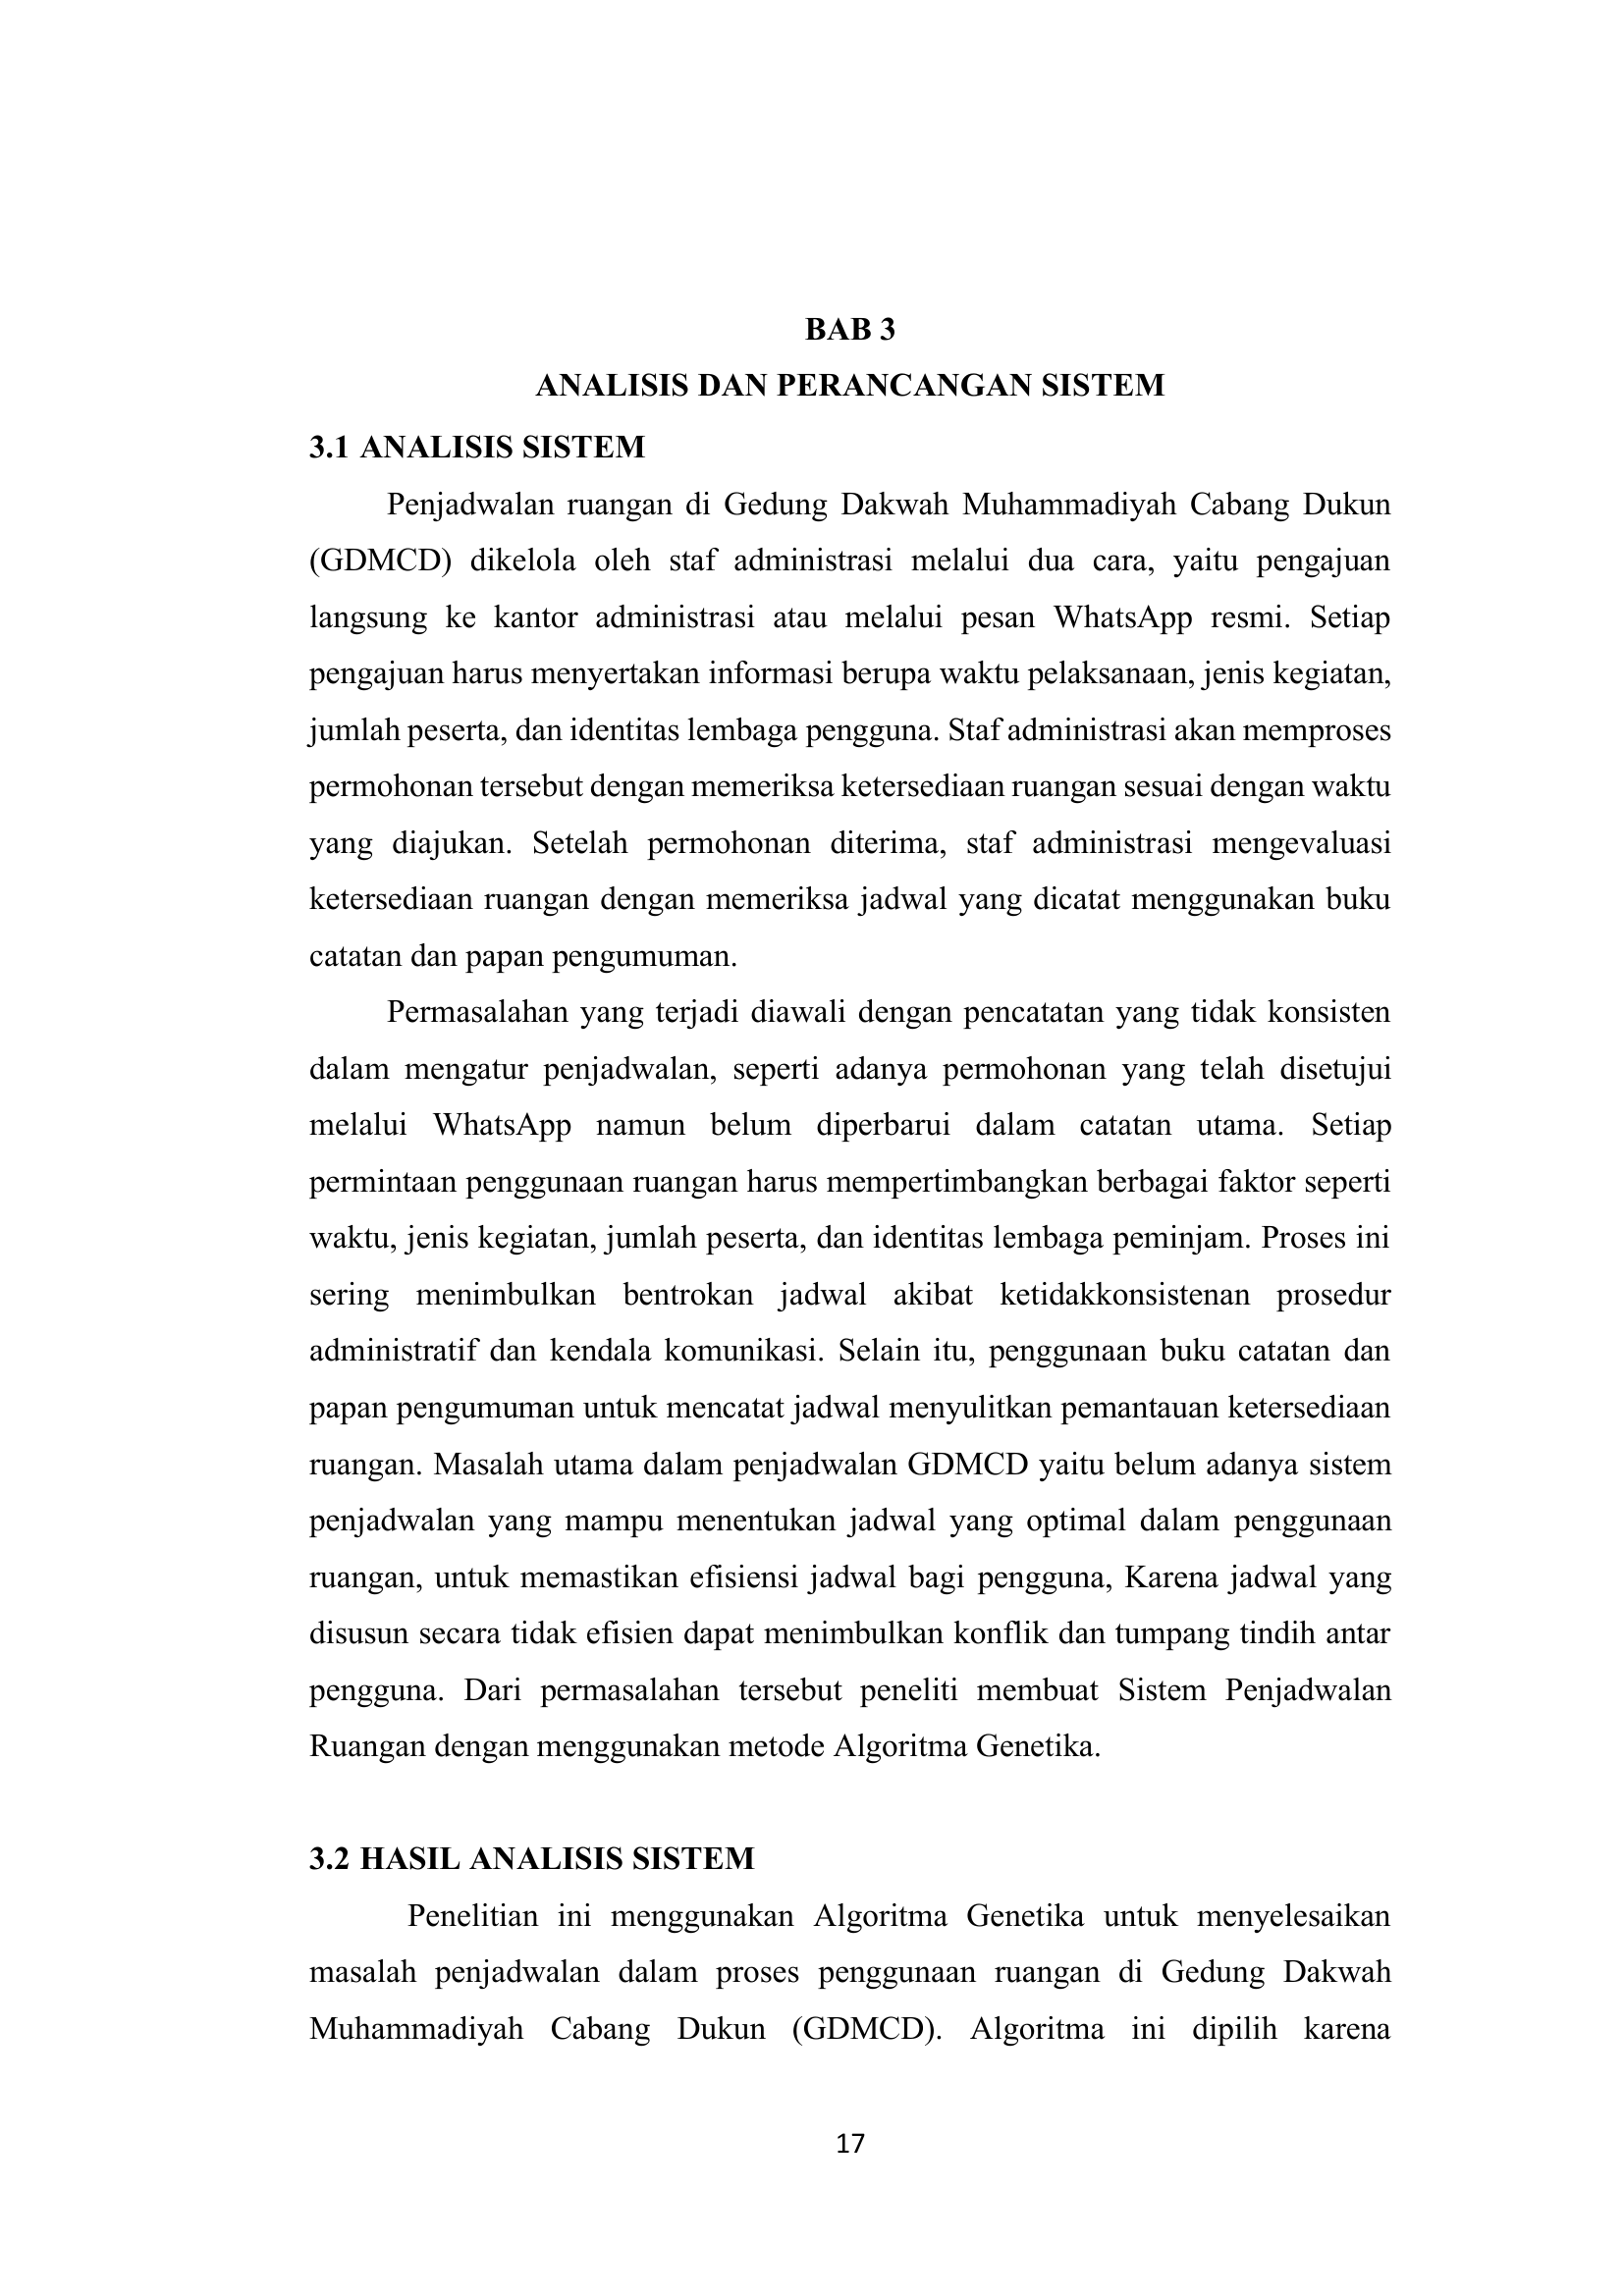 BAB 3
ANALISIS DAN PERANCANGAN SISTEM
3.1 ANALISIS SISTEM
Penjadwalan ruangan di Gedung Dakwah Muhammadiyah Cabang Dukun
(GDMCD) dikelola oleh staf administrasi melalui dua cara, yaitu pengajuan
langsung ke kantor administrasi atau melalui pesan WhatsApp resmi. Setiap
pengajuan harus menyertakan informasi berupa waktu pelaksanaan, jenis kegiatan,
jumlah peserta, dan identitas lembaga pengguna. Staf administrasi akan memproses
permohonan tersebut dengan memeriksa ketersediaan ruangan sesuai dengan waktu
yang diajukan. Setelah permohonan diterima, staf administrasi mengevaluasi
ketersediaan ruangan dengan memeriksa jadwal yang dicatat menggunakan buku
catatan dan papan pengumuman.
Permasalahan yang terjadi diawali dengan pencatatan yang tidak konsisten
dalam mengatur penjadwalan, seperti adanya permohonan yang telah disetujui
melalui WhatsApp namun belum diperbarui dalam catatan utama. Setiap
permintaan penggunaan ruangan harus mempertimbangkan berbagai faktor seperti
waktu, jenis kegiatan, jumlah peserta, dan identitas lembaga peminjam. Proses ini
sering menimbulkan bentrokan jadwal akibat ketidakkonsistenan prosedur
administratif dan kendala komunikasi. Selain itu, penggunaan buku catatan dan
papan pengumuman untuk mencatat jadwal menyulitkan pemantauan ketersediaan
ruangan. Masalah utama dalam penjadwalan GDMCD yaitu belum adanya sistem
penjadwalan yang mampu menentukan jadwal yang optimal dalam penggunaan
ruangan, untuk memastikan efisiensi jadwal bagi pengguna, Karena jadwal yang
disusun secara tidak efisien dapat menimbulkan konflik dan tumpang tindih antar
pengguna. Dari permasalahan tersebut peneliti membuat Sistem Penjadwalan
Ruangan dengan menggunakan metode Algoritma Genetika.
3.2 HASIL ANALISIS SISTEM
Penelitian ini menggunakan Algoritma Genetika untuk menyelesaikan
masalah penjadwalan dalam proses penggunaan ruangan di Gedung Dakwah
Muhammadiyah Cabang Dukun (GDMCD). Algoritma ini dipilih karena
17